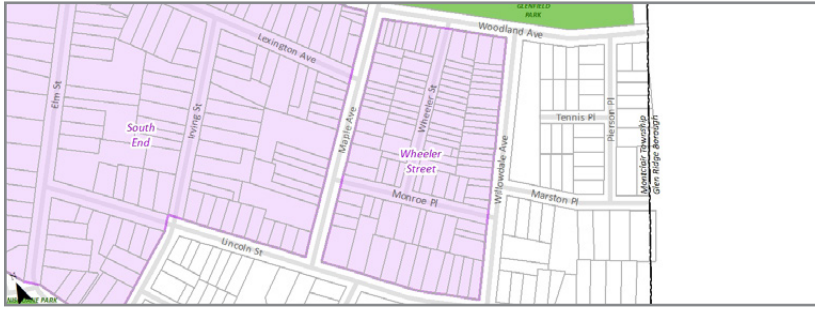 GLENFIELD
PARK
Woodland Ave
Lexington Ave
Elm St
Irving St
Maple Ave
Wheeler St
Willowdale Ave
Tennis Pl
Pierson Pl
Montclair Township
Glen Ridge Borough
South
End
Wheeler
Street
Monroe Pl
Marston Pl
Lincoln St
PARK